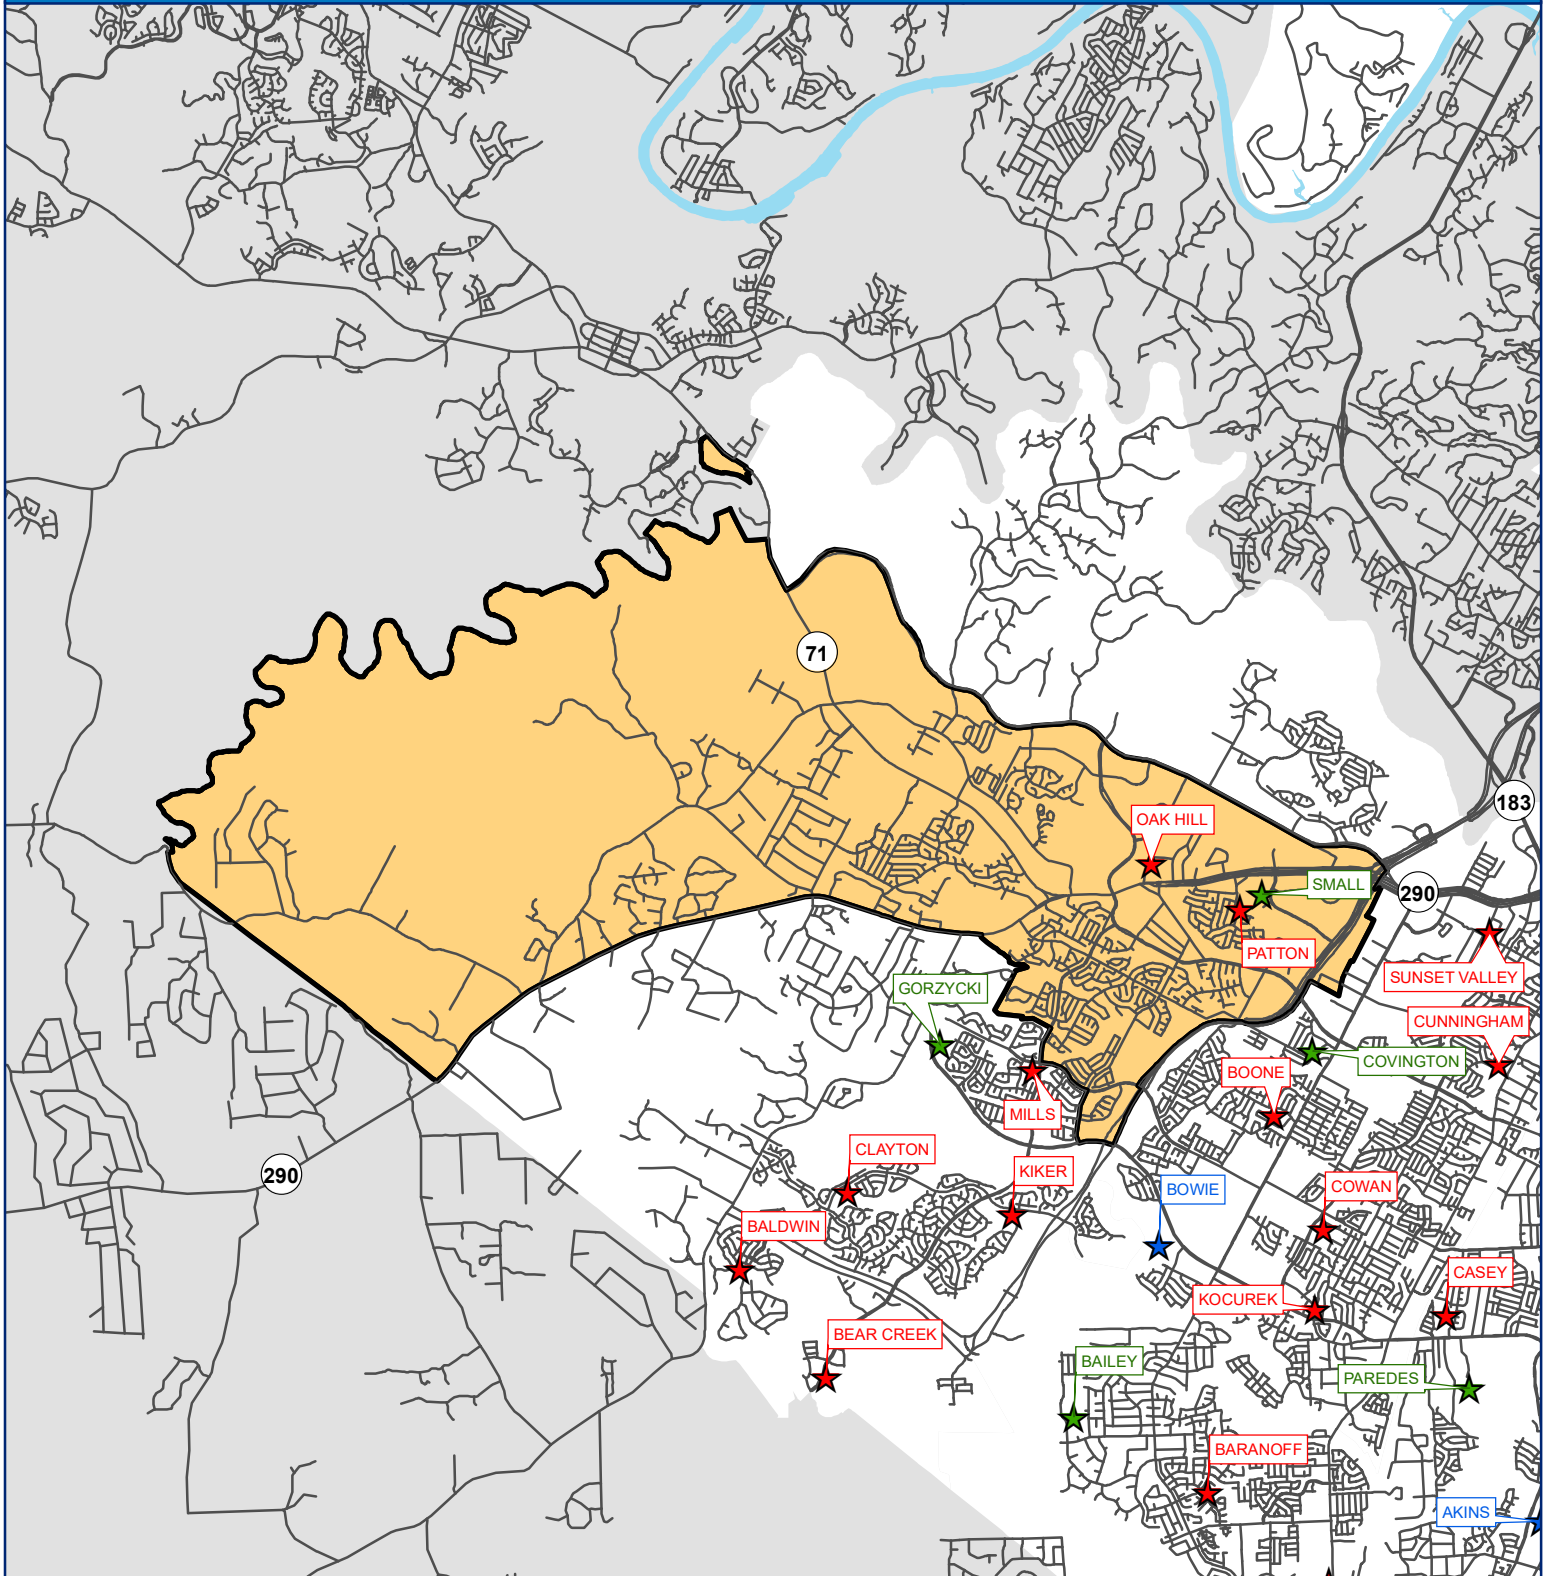 71
183
OAK HILL
SMALL
290
PATTON
SUNSET VALLEY
GORZYCKI
CUNNINGHAM
COVINGTON
BOONE
MILLS
CLAYTON
KIKER
290
BOWIE
COWAN
BALDWIN
CASEY
KOCUREK
BEAR CREEK
BAILEY
PAREDES
BARANOFF
AKINS